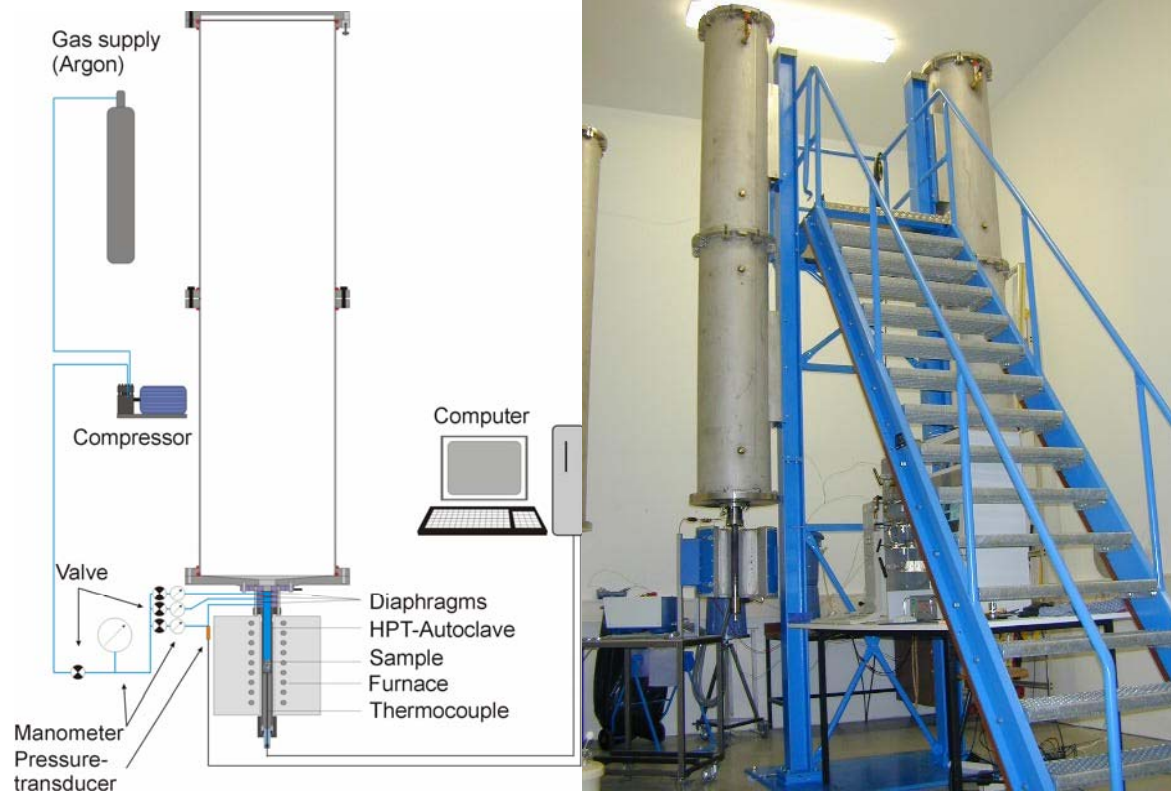 Gas supply
(Argon)
Compressor
Computer
Valve
Diaphragms
HPT-Autoclave
Sample
Furnace
Thermocouple
Manometer
Pressure-
transducer